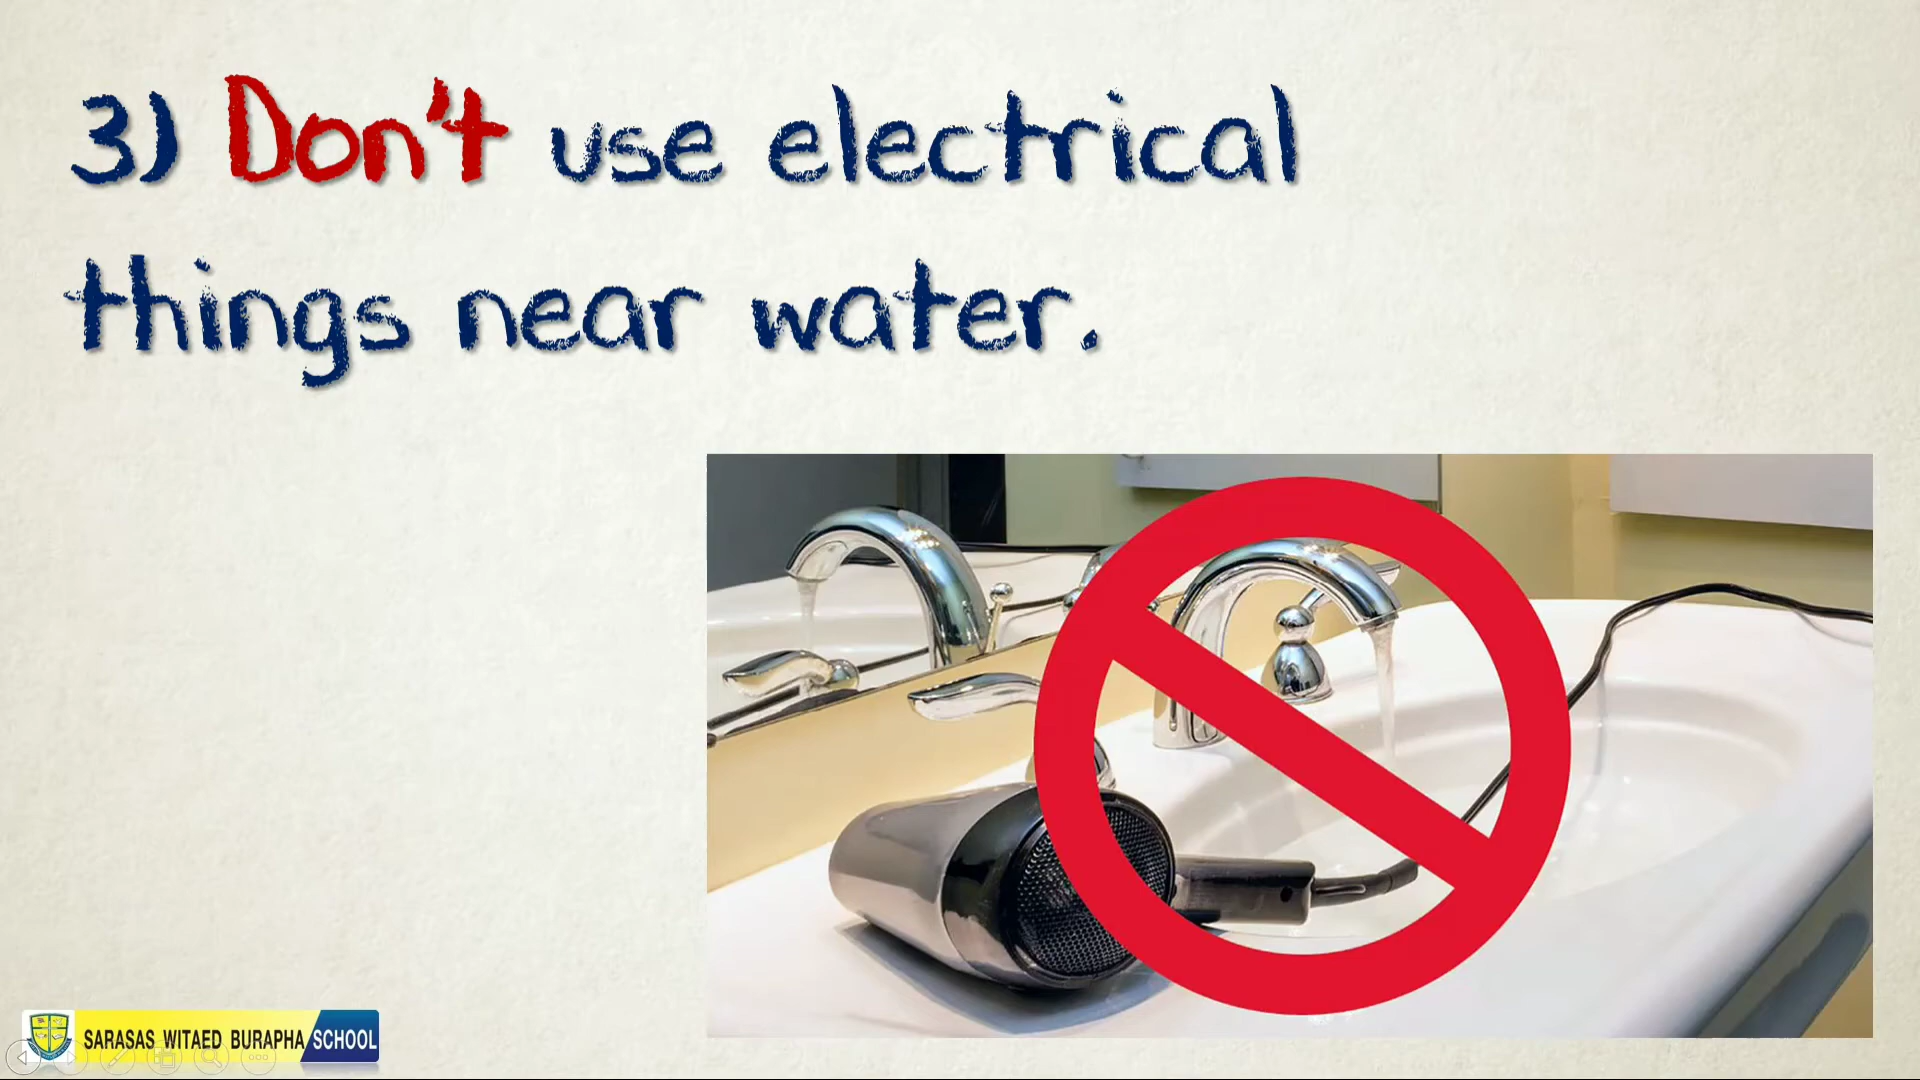 3) Don't use electrical
things near water.
SARASAS WITAED BURAPHA SCHOOL